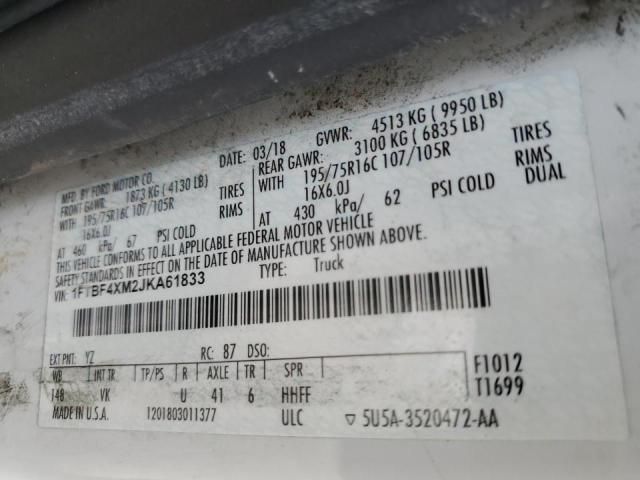 MFD. BY FORD MOTOR CO.
DATE: 03/18 GVWR: 4513 KG ( 9950 LB)
FRONT GAWR: 1873 KG ( 4130 LB) REAR GAWR: 3100 KG ( 6835 LB)
WITH 195/75R16C 107/105R TIRES WITH 195/75R16C 107/105R TIRES
16X6.0J RIMS 16X6.0J RIMS
AT 460 kPa/ 67 PSI COLD AT 430 kPa/ 62 PSI COLD DUAL
THIS VEHICLE CONFORMS TO ALL APPLICABLE FEDERAL MOTOR VEHICLE
SAFETY STANDARDS IN EFFECT ON THE DATE OF MANUFACTURE SHOWN ABOVE.
VIN: 1FTBF4XM2JKA61833 TYPE: Truck
EXT PNT: YZ RC: 87 DSO:
WB INT TR TP/PS R AXLE TR SPR F1012
148 VK U 41 6 HHFF T1699
MADE IN U.S.A. 1201803011377 ULC ▽ 5U5A-3520472-AA